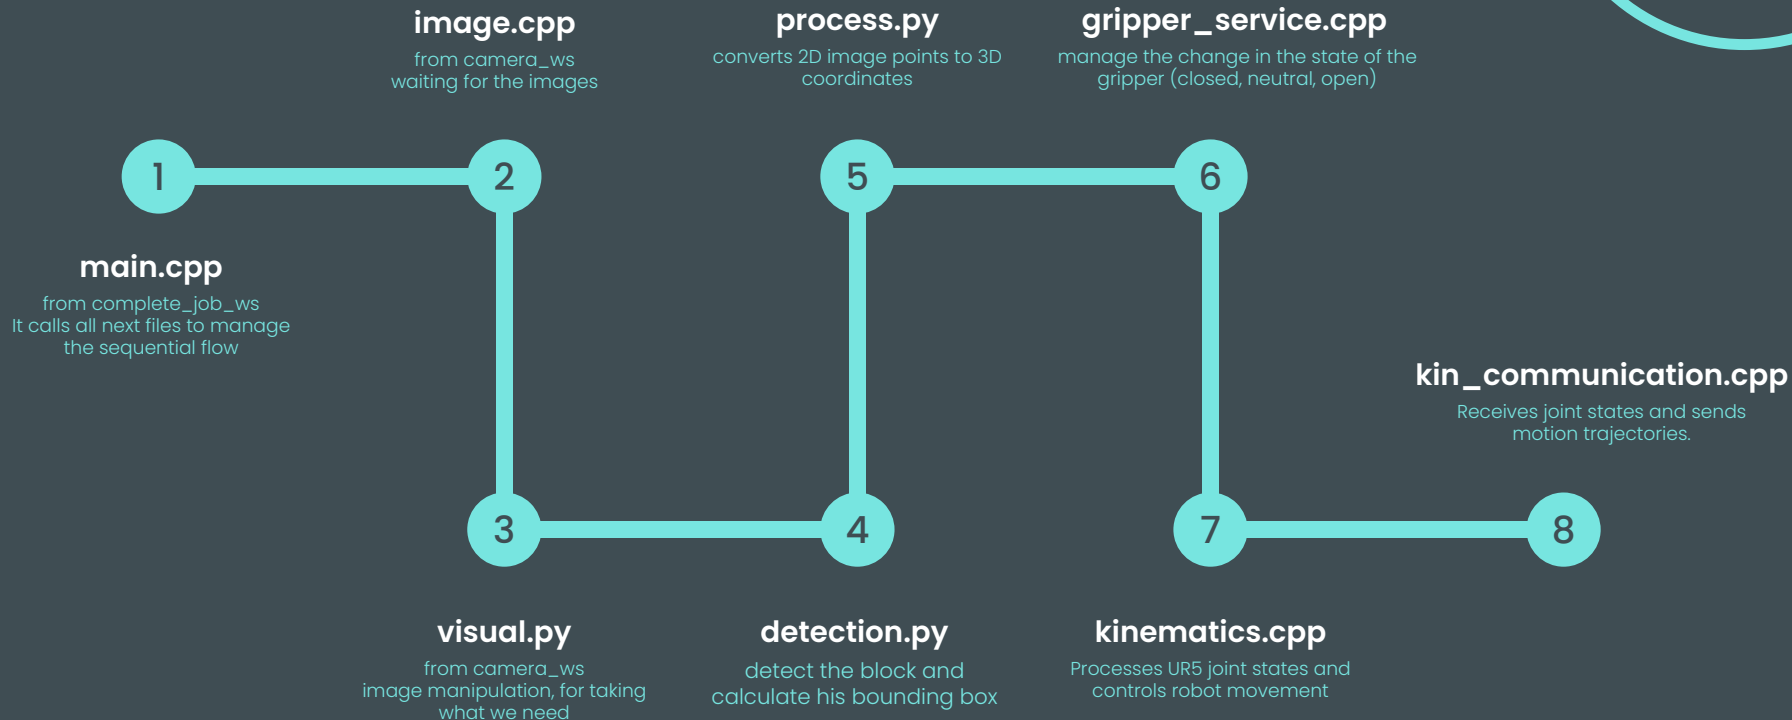 image.cpp
from camera_ws
waiting for the images
process.py
converts 2D image points to 3D
coordinates
gripper_service.cpp
manage the change in the state of the
gripper (closed, neutral, open)
1
2
5
6
main.cpp
from complete_job_ws
It calls all next files to manage
the sequential flow
kin_communication.cpp
Receives joint states and sends
motion trajectories.
3
4
7
8
visual.py
from camera_ws
image manipulation, for taking
what we need
detection.py
detect the block and
calculate his bounding box
kinematics.cpp
Processes UR5 joint states and
controls robot movement